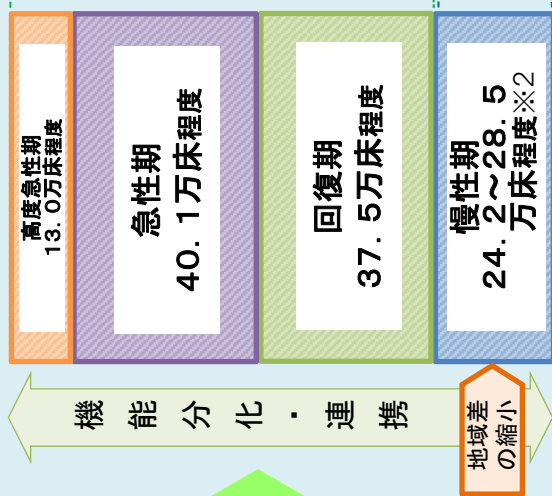 高度急性期
13.0万床程度
急性期
40.1万床程度
回復期
37.5万床程度
慢性期
24.2～28.5
万床程度※2
機能分化・連携
地域差
の縮小